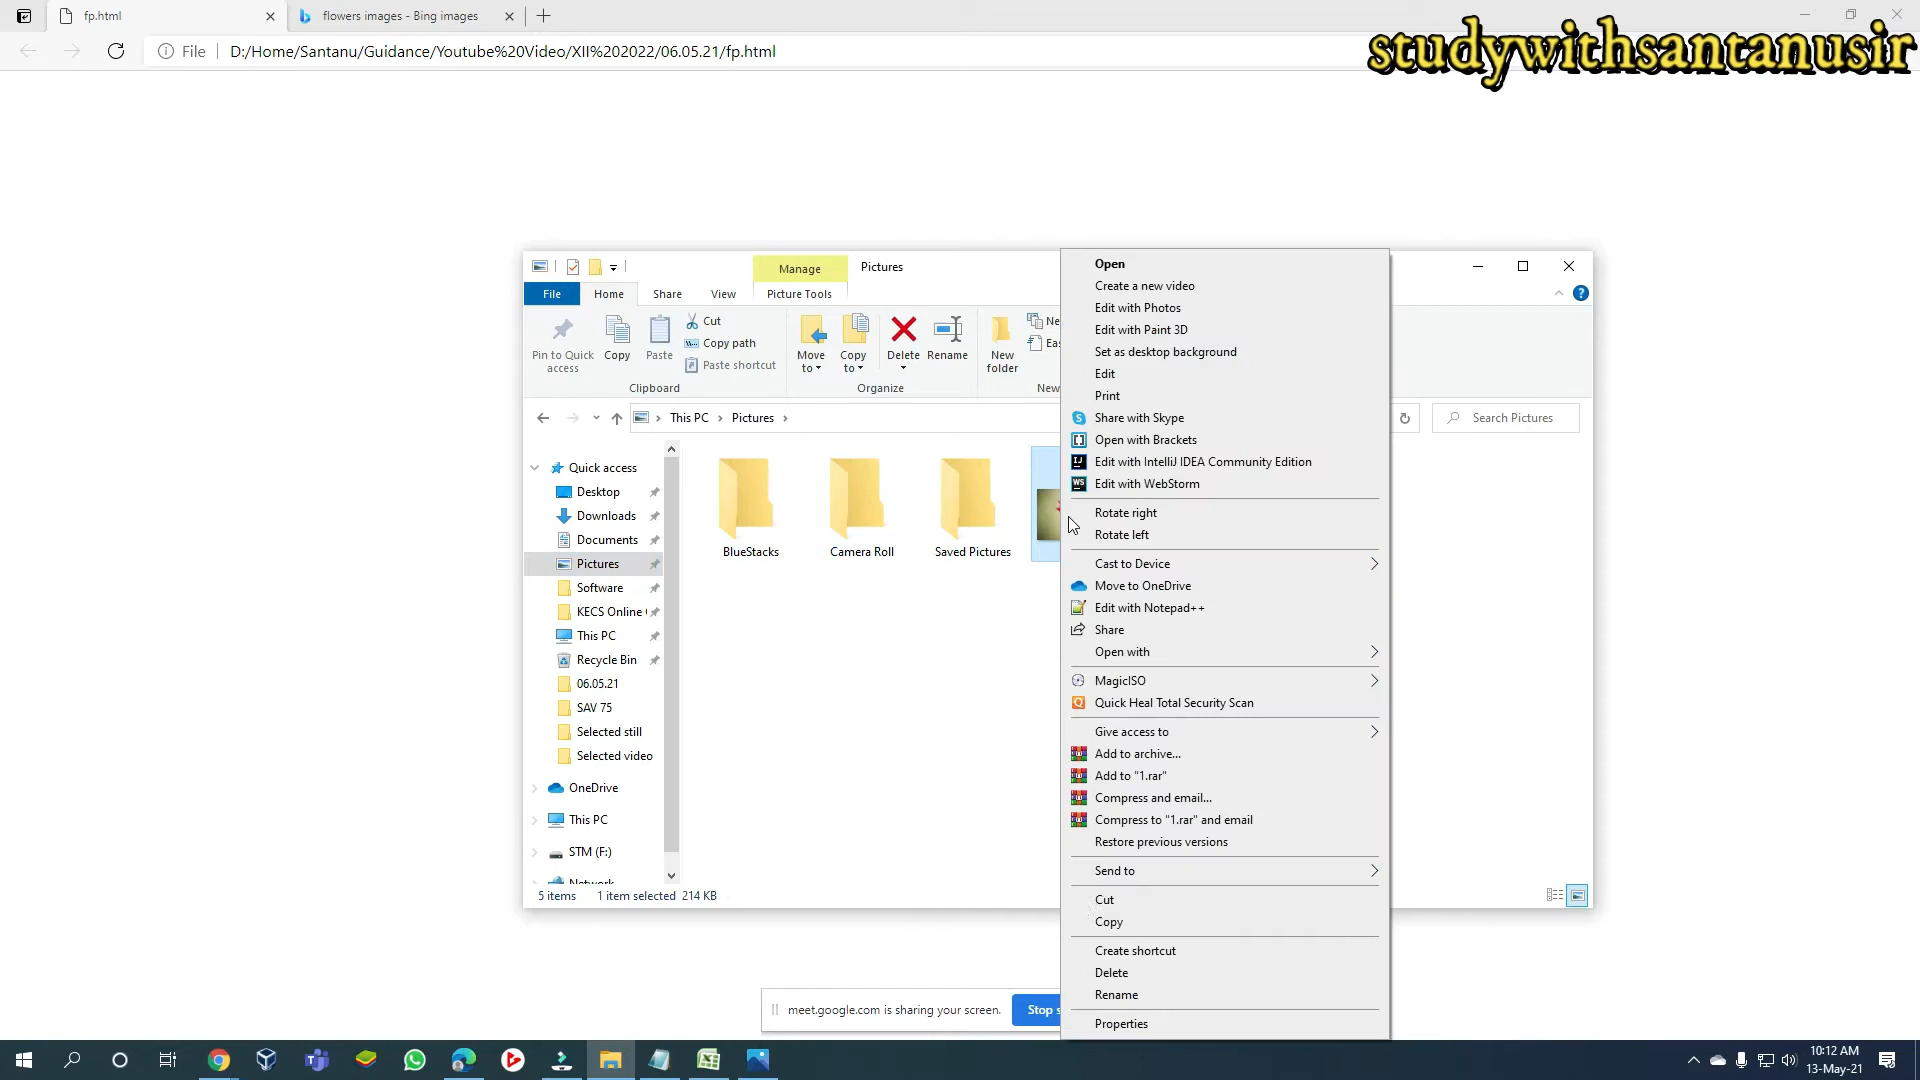 fp.html
flowers images - Bing images
File
D:/Home/Santanu/Guidance/Youtube%20Video/XII%202022/06.05.21/fp.html
studywithsantanusir
Manage
Pictures
File
Home
Share
View
Picture Tools
Pin to Quick access
Copy
Paste
Cut
Copy path
Paste shortcut
Clipboard
Move to
Copy to
Delete
Rename
Organize
New folder
This PC
Pictures
Search Pictures
Quick access
Desktop
Downloads
Documents
Pictures
Software
KECS Online
This PC
Recycle Bin
06.05.21
SAV 75
Selected still
Selected video
OneDrive
This PC
STM (F:)
Network
BlueStacks
Camera Roll
Saved Pictures
5 items
1 item selected 214 KB
Open
Create a new video
Edit with Photos
Edit with Paint 3D
Set as desktop background
Edit
Print
Share with Skype
Open with Brackets
Edit with IntelliJ IDEA Community Edition
Edit with WebStorm
Rotate right
Rotate left
Cast to Device
Move to OneDrive
Edit with Notepad++
Share
Open with
MagicISO
Quick Heal Total Security Scan
Give access to
Add to archive...
Add to "1.rar"
Compress and email...
Compress to "1.rar" and email
Restore previous versions
Send to
Cut
Copy
Create shortcut
Delete
Rename
Properties
meet.google.com is sharing your screen.
Stop
10:12 AM
13-May-21